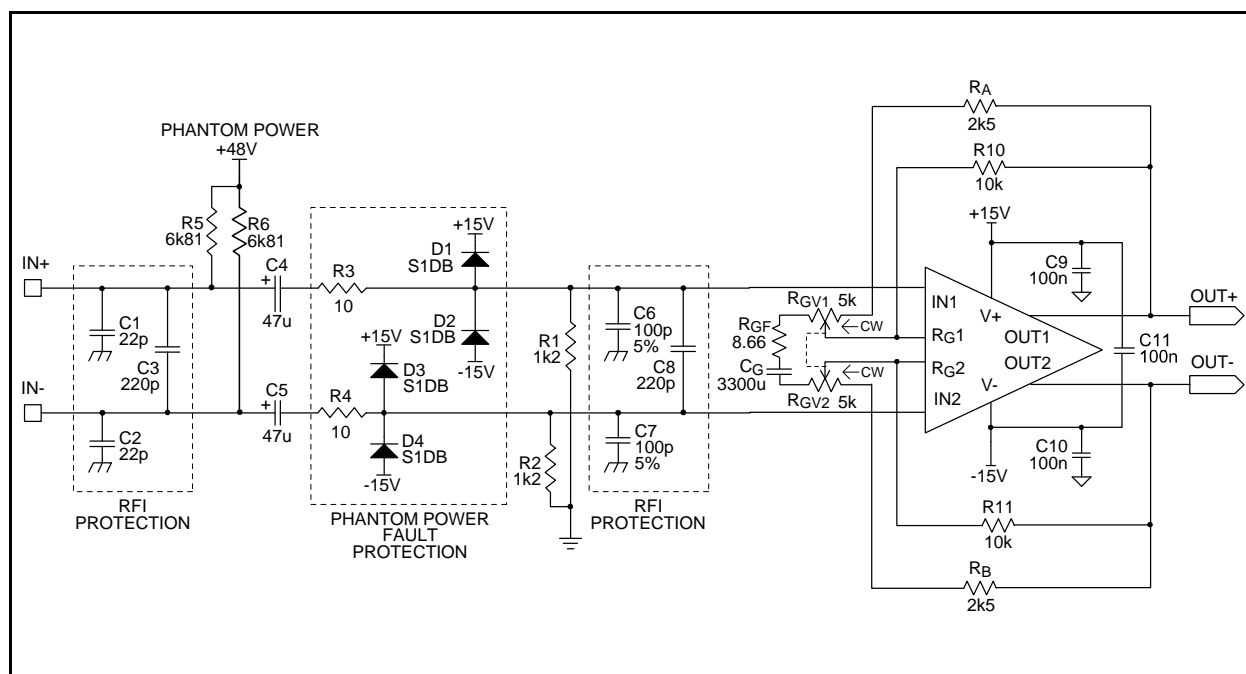 PHANTOM POWER
+48V
R5
6k81
R6
6k81
IN+
C1
22p
C3
220p
IN-
C2
22p
RFI
PROTECTION
C4
+
47u
C5
+
47u
R3
10
R4
10
+15V
D1
S1DB
D2
S1DB
-15V
+15V
D3
S1DB
D4
S1DB
-15V
PHANTOM POWER
FAULT
PROTECTION
R1
1k2
R2
1k2
C6
100p
5%
C8
220p
C7
100p
5%
RFI
PROTECTION
RGV1 5k
CW
RGF
8.66
CG
3300u
CW
RGV2 5k
RA
2k5
R10
10k
+15V
C9
100n
IN1
V+
RG1
OUT1
RG2
OUT2
IN2
V-
C11
100n
C10
100n
-15V
R11
10k
RB
2k5
OUT+
OUT-